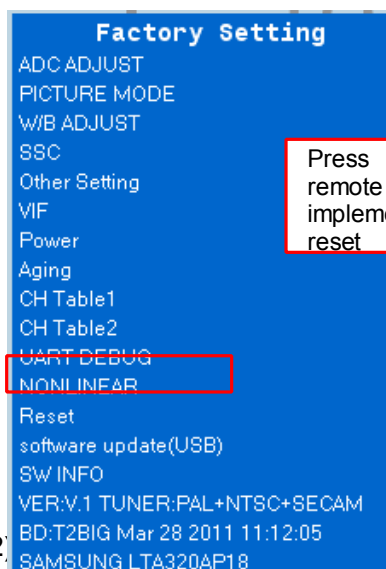 Factory Setting
ADC ADJUST
PICTURE MODE
W/B ADJUST
SSC
Other Setting
VIF
Power
Aging
CH Table1
CH Table2
UART DEBUG
NONLINEAR
Reset
software update(USB)
SW INFO
VER:V.1 TUNER:PAL+NTSC+SECAM
BD:T2BIG Mar 28 2011 11:12:05
SAMSUNG LTA320AP18
Press
remote
impleme
reset
2)